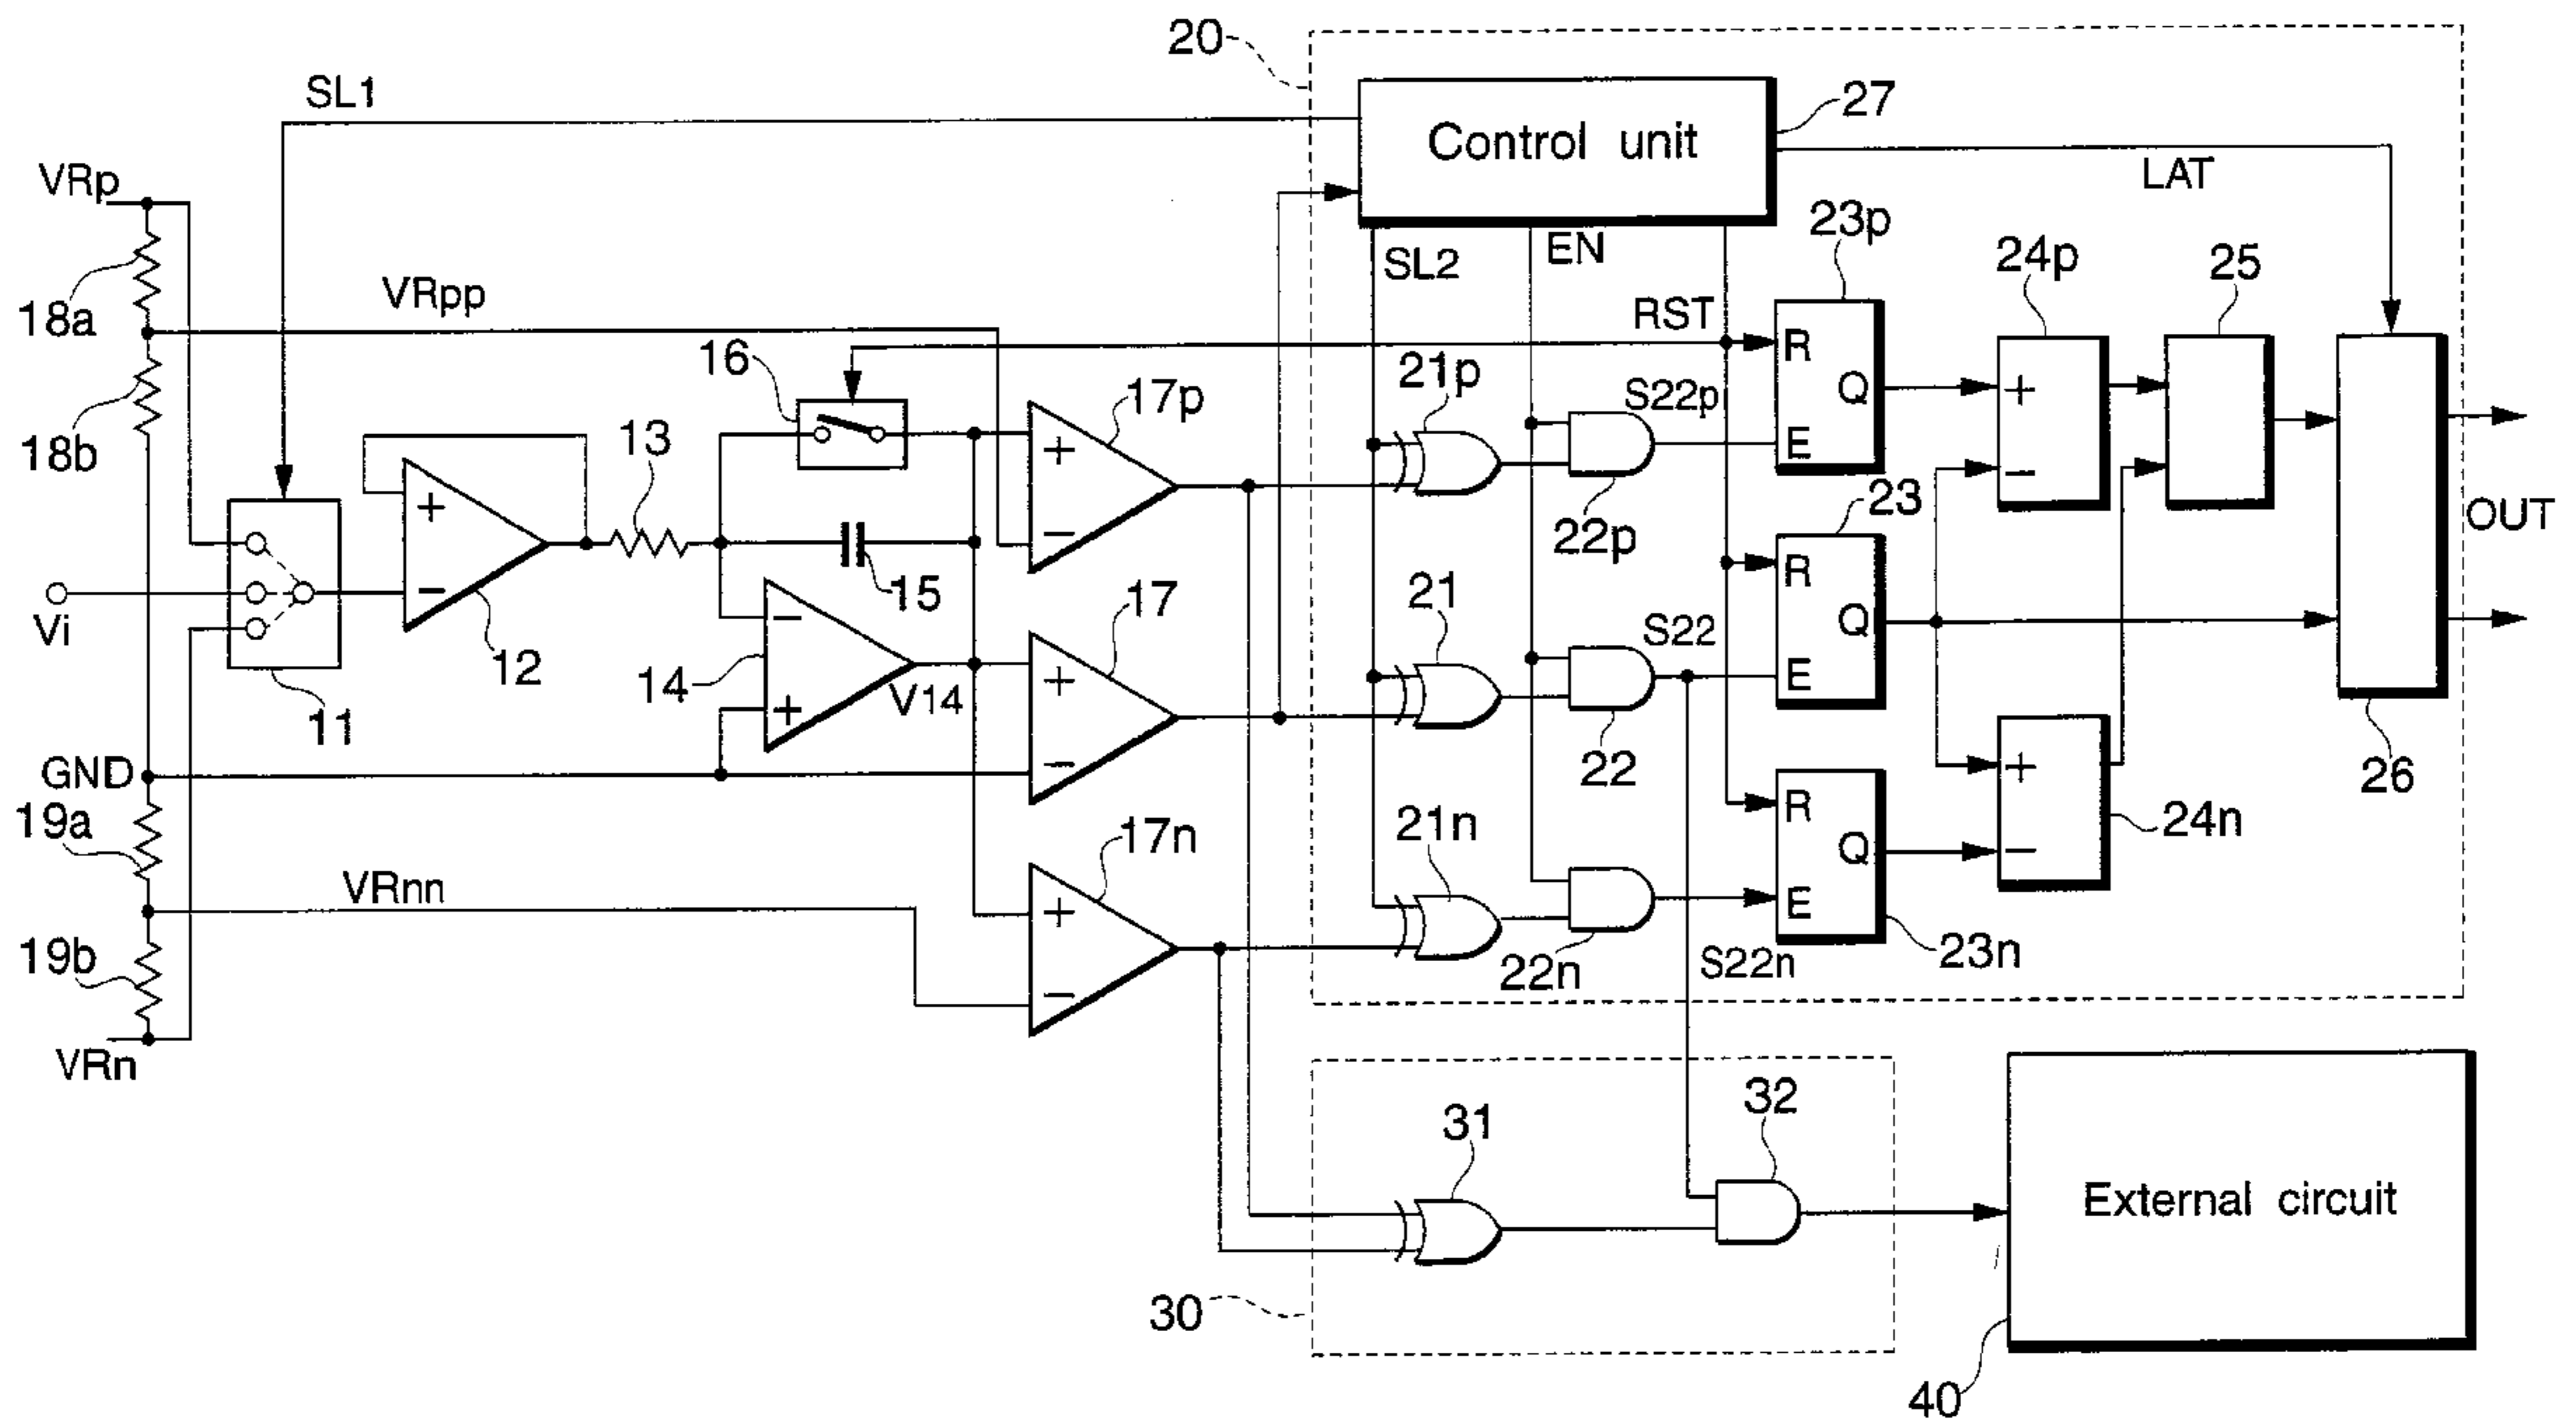 20
SL1
Control unit
27
LAT
VRp
18a
VRpp
SL2
EN
23p
24p
25
RST
16
17p
21p
S22p
R
Q
E
+
−
18b
13
+
−
22p
23
OUT
+
−
12
15
17
21
S22
R
Q
E
Vi
11
14
−
+
V14
+
−
22
26
GND
19a
17n
21n
R
Q
E
+
−
24n
VRnn
+
−
22n
S22n
23n
19b
VRn
31
32
External circuit
30
40